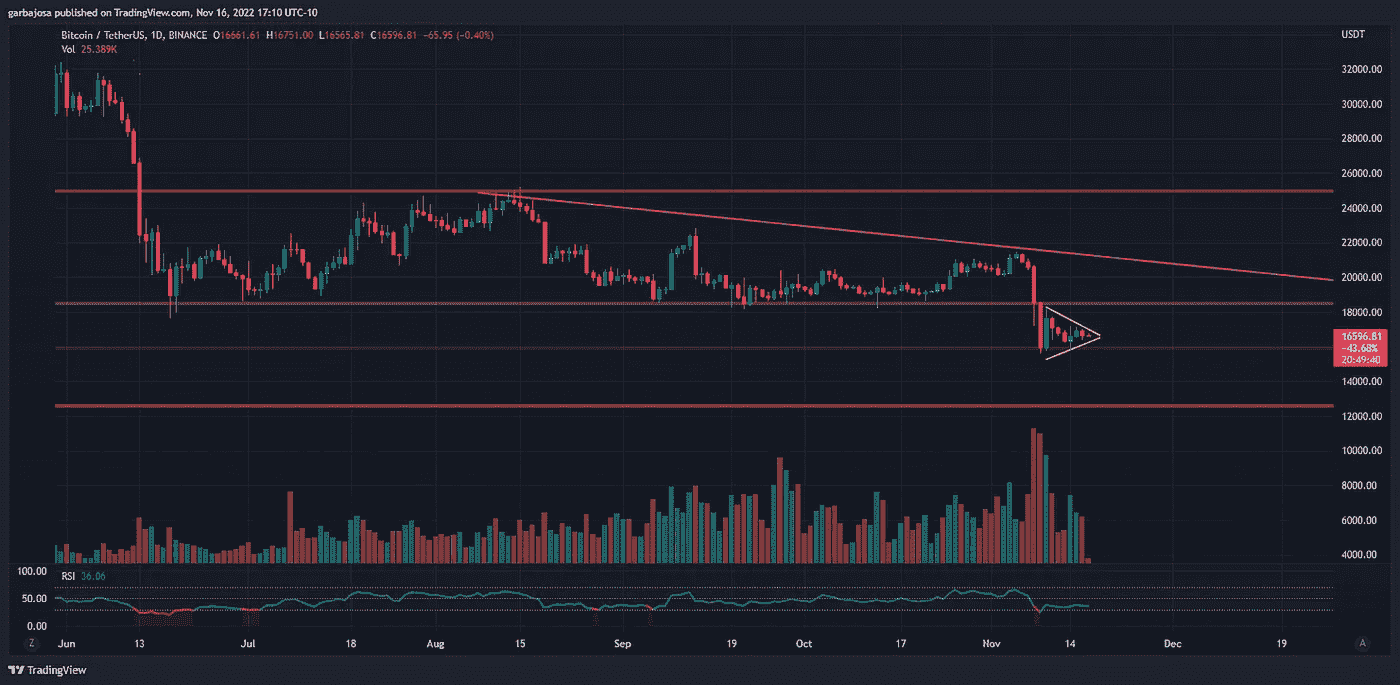 garbajosa published on TradingView.com, Nov 16, 2022 17:10 UTC-10
Bitcoin / TetherUS, 1D, BINANCE O16661.61 H16751.00 L16565.81 C16596.81 −65.95 (−0.40%)
Vol 25.389K
USDT
32000.00
30000.00
28000.00
26000.00
24000.00
22000.00
20000.00
18000.00
16596.81
−43.68%
20:49:40
14000.00
12000.00
10000.00
8000.00
6000.00
4000.00
RSI 36.06
100.00
50.00
0.00
Z Jun 13 Jul 18 Aug 15 Sep 19 Oct 17 Nov 14 Dec 19 A
TradingView